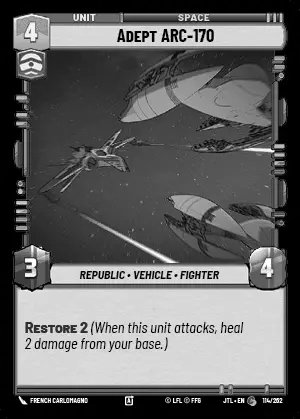 UNIT
SPACE
4
ADEPT ARC-170
3
REPUBLIC • VEHICLE • FIGHTER
4
RESTORE 2 (When this unit attacks, heal
2 damage from your base.)
FRENCH CARLOMAGNO
© LFL © FFG
JTL • EN
114/262